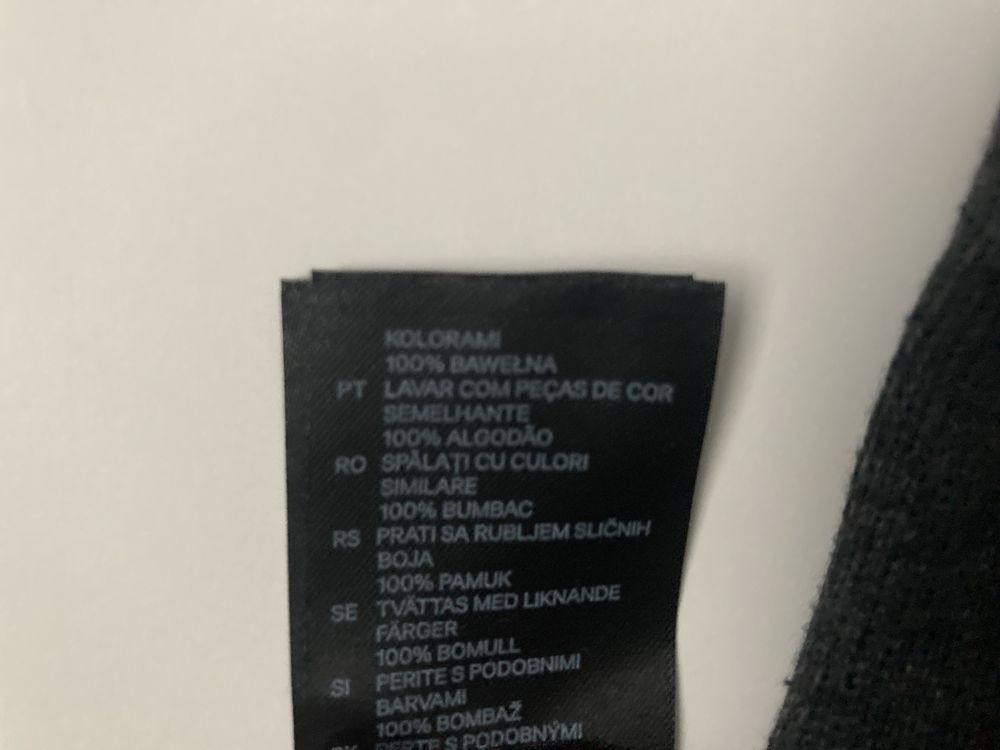 KOLORAMI
100% BAWEŁNA
PT LAVAR COM PEÇAS DE COR
SEMELHANTE
100% ALGODÃO
RO SPĂLAȚI CU CULORI
SIMILARE
100% BUMBAC
RS PRATI SA RUBLJEM SLIČNIH
BOJA
100% PAMUK
SE TVÄTTAS MED LIKNANDE
FÄRGER
100% BOMULL
SI PERITE S PODOBNIMI
BARVAMI
100% BOMBAŽ
PERTE S PODOBNÝMI